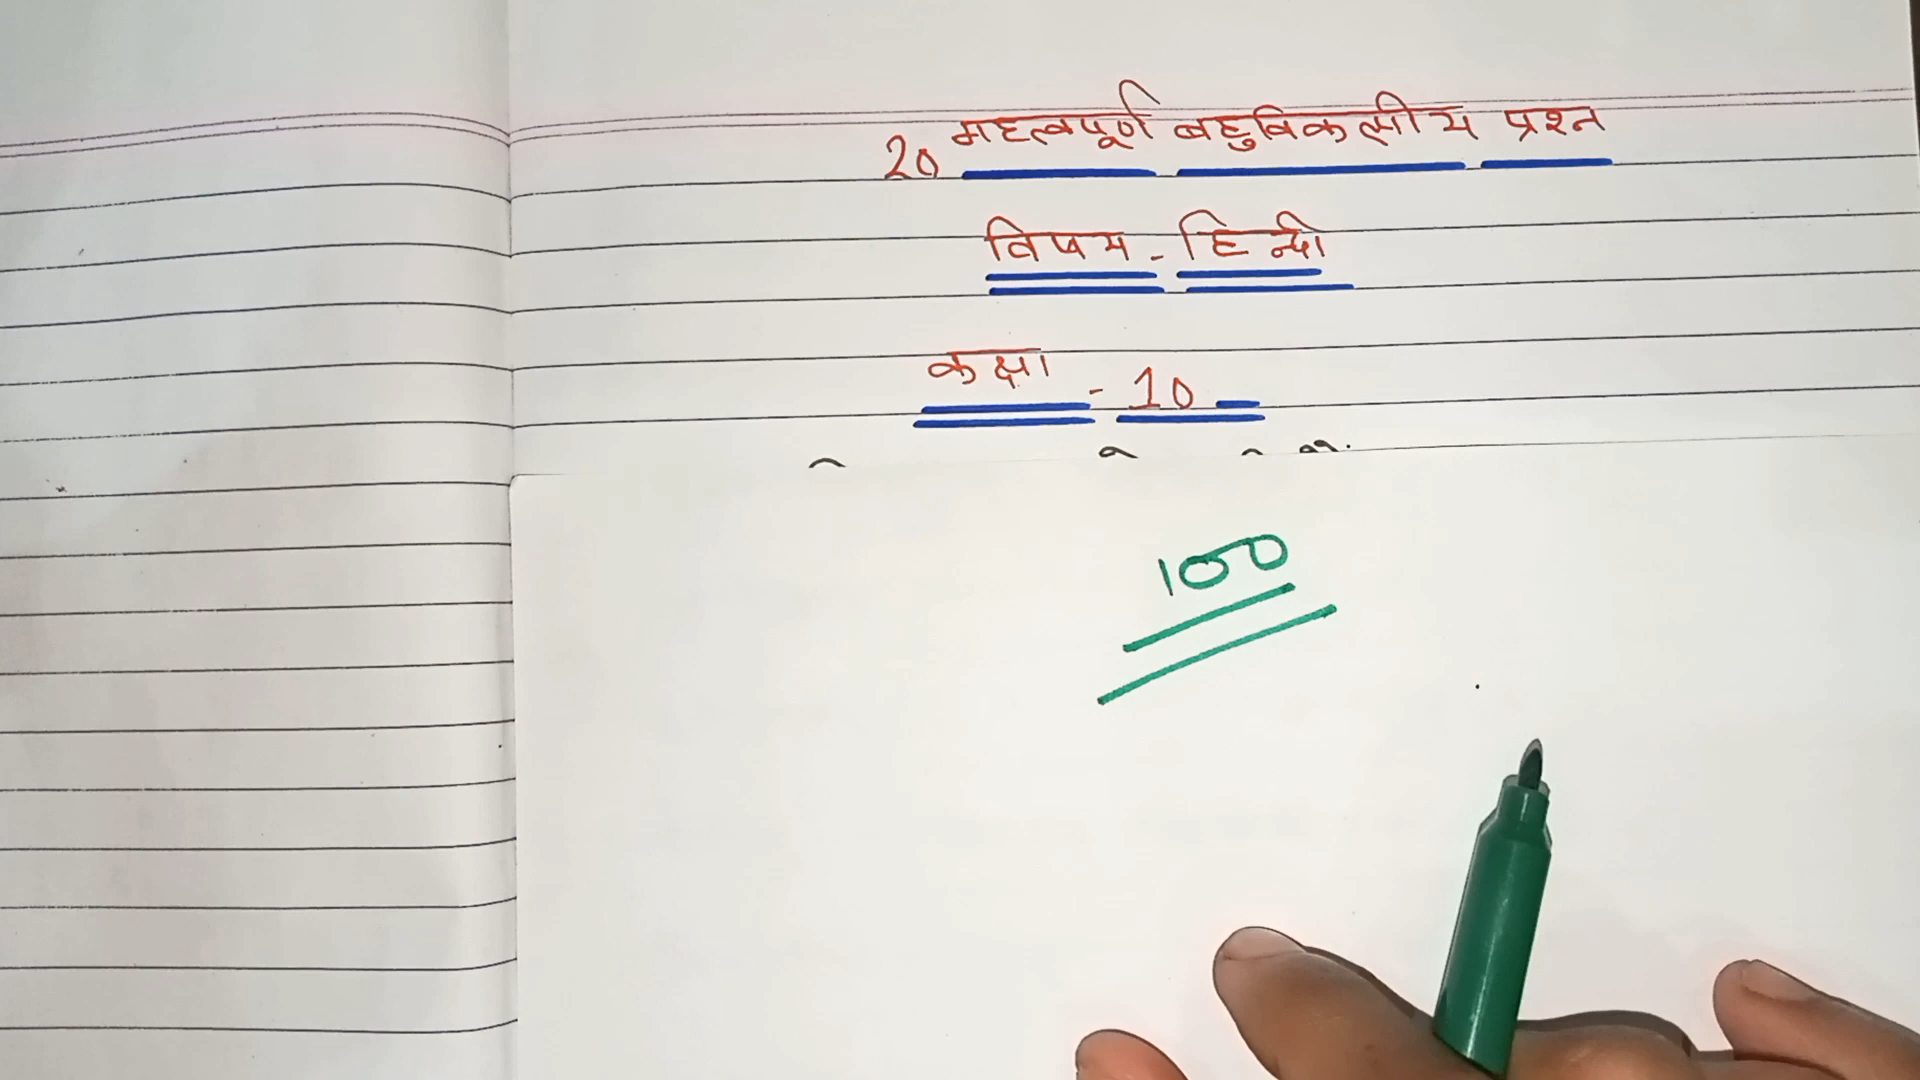 20 महत्वपूर्ण बहुविकल्पीय प्रश्न
विषय - हिन्दी
कक्षा - 10
100